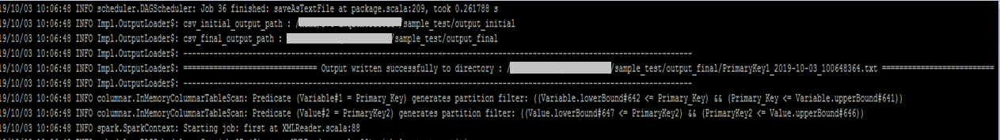 19/10/03 10:06:48 INFO scheduler.DAGScheduler: Job 36 finished: saveAsTextFile at package.scala:209, took 0.261788 s
19/10/03 10:06:48 INFO Impl.OutputLoader$: csv_initial_output_path : /sample_test/output_initial
19/10/03 10:06:48 INFO Impl.OutputLoader$: csv_final_output_path : /sample_test/output_final
19/10/03 10:06:48 INFO Impl.OutputLoader$: ------------------------------------------------------------------------------------------------------------------------
19/10/03 10:06:48 INFO Impl.OutputLoader$: =============================== Output written successfully to directory : / /sample_test/output_final/PrimaryKey1_2019-10-03_100648364.txt ==========================
19/10/03 10:06:48 INFO Impl.OutputLoader$: ------------------------------------------------------------------------------------------------------------------------
19/10/03 10:06:48 INFO columnar.InMemoryColumnarTableScan: Predicate (Variable#1 = Primary_Key) generates partition filter: ((Variable.lowerBound#642 <= Primary_Key) && (Primary_Key <= Variable.upperBound#641))
19/10/03 10:06:48 INFO columnar.InMemoryColumnarTableScan: Predicate (Value#2 = PrimaryKey2) generates partition filter: ((Value.lowerBound#647 <= PrimaryKey2) && (PrimaryKey2 <= Value.upperBound#646))
19/10/03 10:06:48 INFO spark.SparkContext: Starting job: first at XMLReader.scala:88